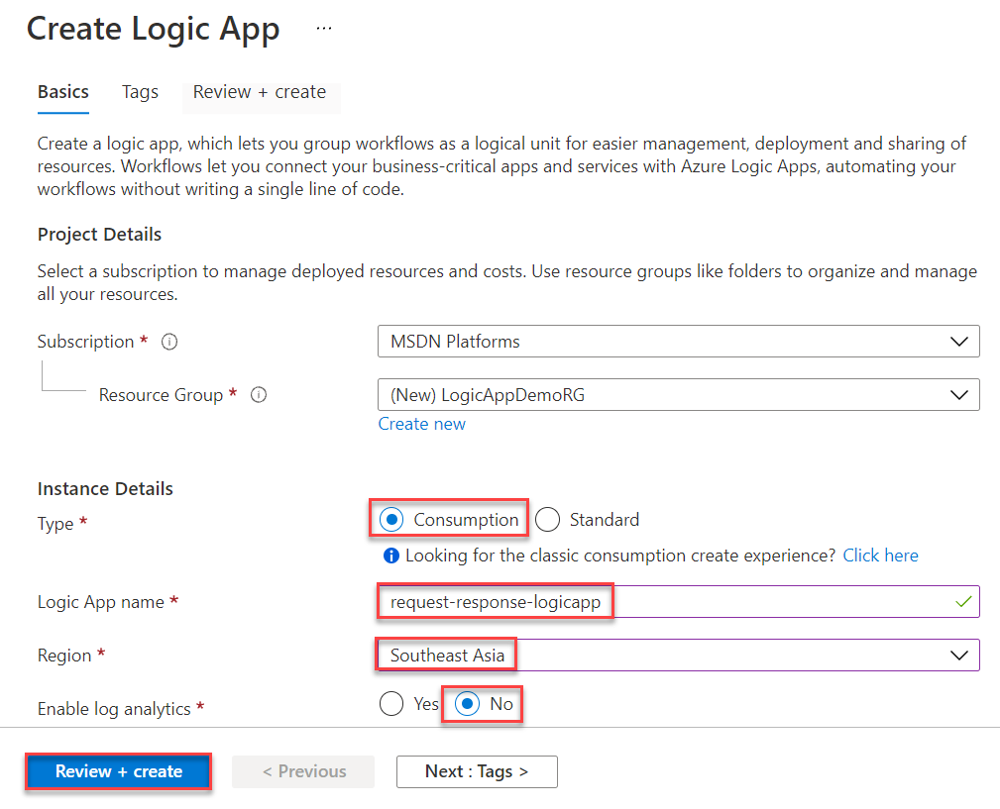 Create Logic App ...
Basics Tags Review + create
Create a logic app, which lets you group workflows as a logical unit for easier management, deployment and sharing of
resources. Workflows let you connect your business-critical apps and services with Azure Logic Apps, automating your
workflows without writing a single line of code.
Project Details
Select a subscription to manage deployed resources and costs. Use resource groups like folders to organize and manage
all your resources.
Subscription * MSDN Platforms
Resource Group * (New) LogicAppDemoRG
Create new
Instance Details
Type * Consumption Standard
Looking for the classic consumption create experience? Click here
Logic App name * request-response-logicapp
Region * Southeast Asia
Enable log analytics * Yes No
Review + create < Previous Next : Tags >